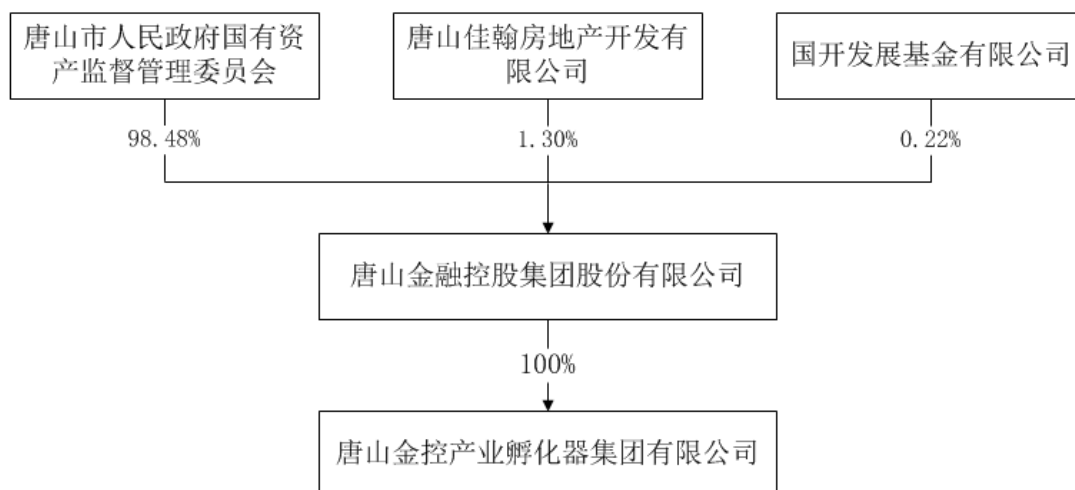 唐山市人民政府国有资
产监督管理委员会
唐山佳翰房地产开发有
限公司
国开发展基金有限公司
98.48%
1.30%
0.22%
唐山金融控股集团股份有限公司
100%
唐山金控产业孵化器集团有限公司